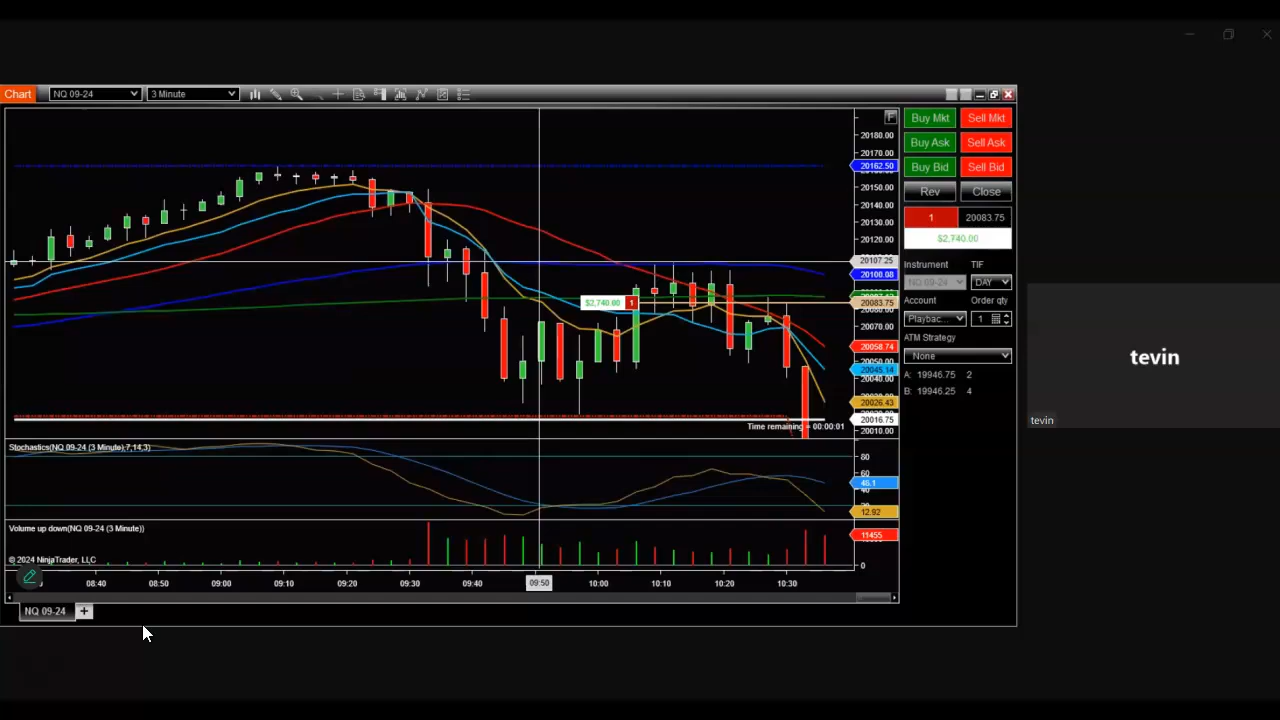 Chart NQ 09-24 3 Minute
F
Buy Mkt Sell Mkt
Buy Ask Sell Ask
Buy Bid Sell Bid
Rev Close
1 20083.75
$2,740.00
Instrument TIF
NQ 09-24 DAY
Account Order qty
Playbac... 1
ATM Strategy
None
A: 19946.75 2
B: 19946.25 4
20180.00
20170.00
20162.50
20150.00
20140.00
20130.00
20120.00
20107.25
20100.08
20083.75
20070.00
20058.74
20045.14
20040.00
20026.43
20016.75
20010.00
$2,740.00 1
Time remaining = 00:00:01
Stochastics(NQ 09-24 (3 Minute),7,14,3)
80
60
48.1
12.92
Volume up down(NQ 09-24 (3 Minute))
11455
0
© 2024 NinjaTrader, LLC
08:40 08:50 09:00 09:10 09:20 09:30 09:40 09:50 10:00 10:10 10:20 10:30
NQ 09-24 +
tevin
tevin